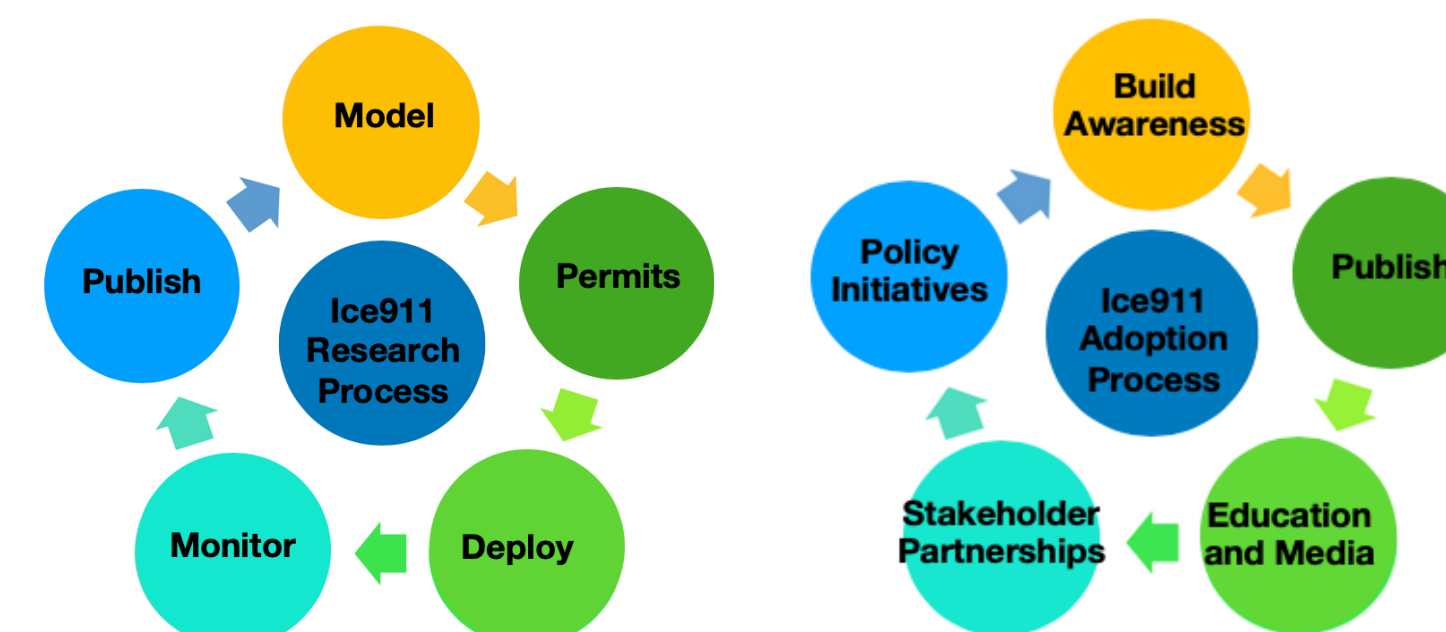 Model
Permits
Deploy
Monitor
Publish
Ice911
Research
Process
Build
Awareness
Publish
Education
and Media
Stakeholder
Partnerships
Policy
Initiatives
Ice911
Adoption
Process